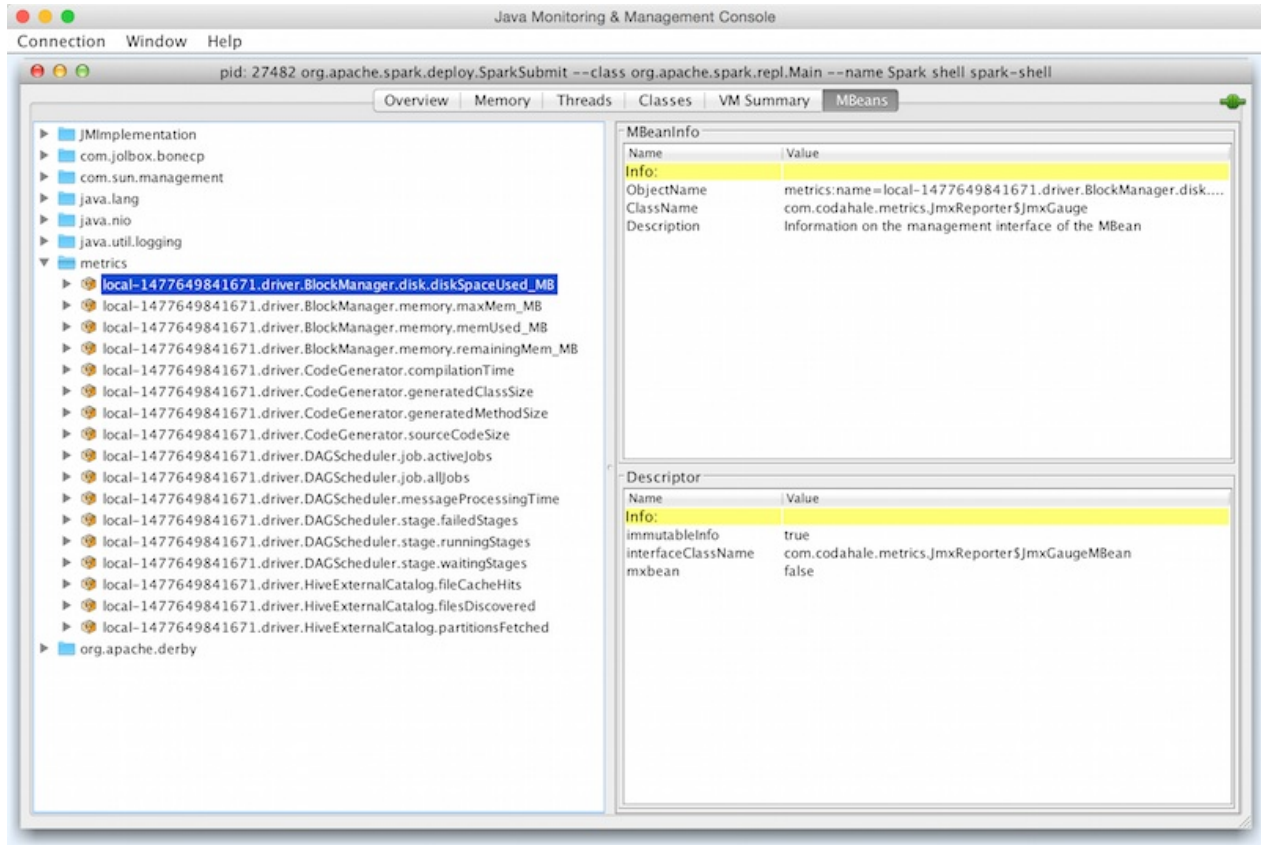 Java Monitoring & Management Console
Connection Window Help
pid: 27482 org.apache.spark.deploy.SparkSubmit --class org.apache.spark.repl.Main --name Spark shell spark-shell
Overview Memory Threads Classes VM Summary MBeans
JMImplementation
com.jolbox.bonecp
com.sun.management
java.lang
java.nio
java.util.logging
metrics
local-1477649841671.driver.BlockManager.disk.diskSpaceUsed_MB
local-1477649841671.driver.BlockManager.memory.maxMem_MB
local-1477649841671.driver.BlockManager.memory.memUsed_MB
local-1477649841671.driver.BlockManager.memory.remainingMem_MB
local-1477649841671.driver.CodeGenerator.compilationTime
local-1477649841671.driver.CodeGenerator.generatedClassSize
local-1477649841671.driver.CodeGenerator.generatedMethodSize
local-1477649841671.driver.CodeGenerator.sourceCodeSize
local-1477649841671.driver.DAGScheduler.job.activeJobs
local-1477649841671.driver.DAGScheduler.job.allJobs
local-1477649841671.driver.DAGScheduler.messageProcessingTime
local-1477649841671.driver.DAGScheduler.stage.failedStages
local-1477649841671.driver.DAGScheduler.stage.runningStages
local-1477649841671.driver.DAGScheduler.stage.waitingStages
local-1477649841671.driver.HiveExternalCatalog.fileCacheHits
local-1477649841671.driver.HiveExternalCatalog.filesDiscovered
local-1477649841671.driver.HiveExternalCatalog.partitionsFetched
org.apache.derby
MBeanInfo
Name Value
Info:
ObjectName metrics:name=local-1477649841671.driver.BlockManager.disk....
ClassName com.codahale.metrics.JmxReporter$JmxGauge
Description Information on the management interface of the MBean
Descriptor
Name Value
Info:
immutableInfo true
interfaceClassName com.codahale.metrics.JmxReporter$JmxGaugeMBean
mxbean false